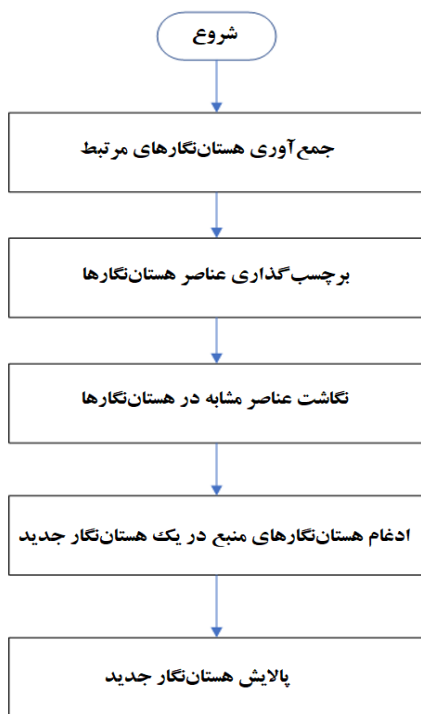 شروع
جمع‌آوری هستان‌نگارهای مرتبط
برچسب‌گذاری عناصر هستان‌نگارها
نگاشت عناصر مشابه در هستان‌نگارها
ادغام هستان‌نگارهای منبع در یک هستان‌نگار جدید
پالایش هستان‌نگار جدید